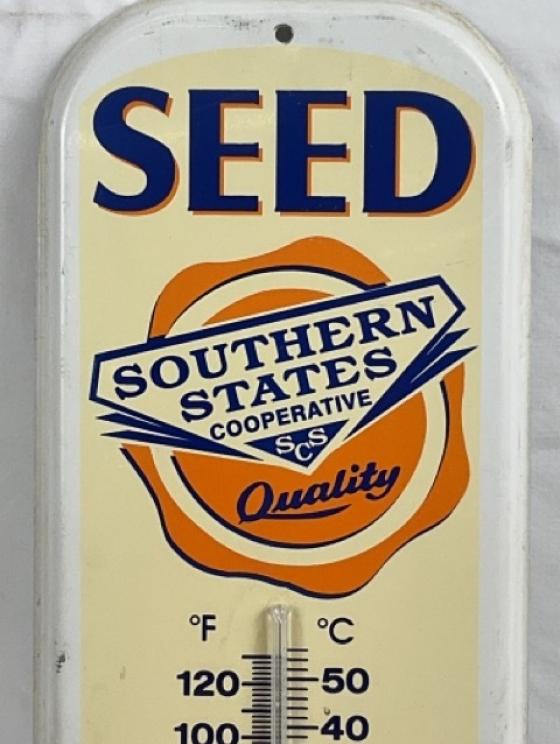 SEED
SOUTHERN
STATES
COOPERATIVE
SCS
Quality
°F °C
120 50
100 40